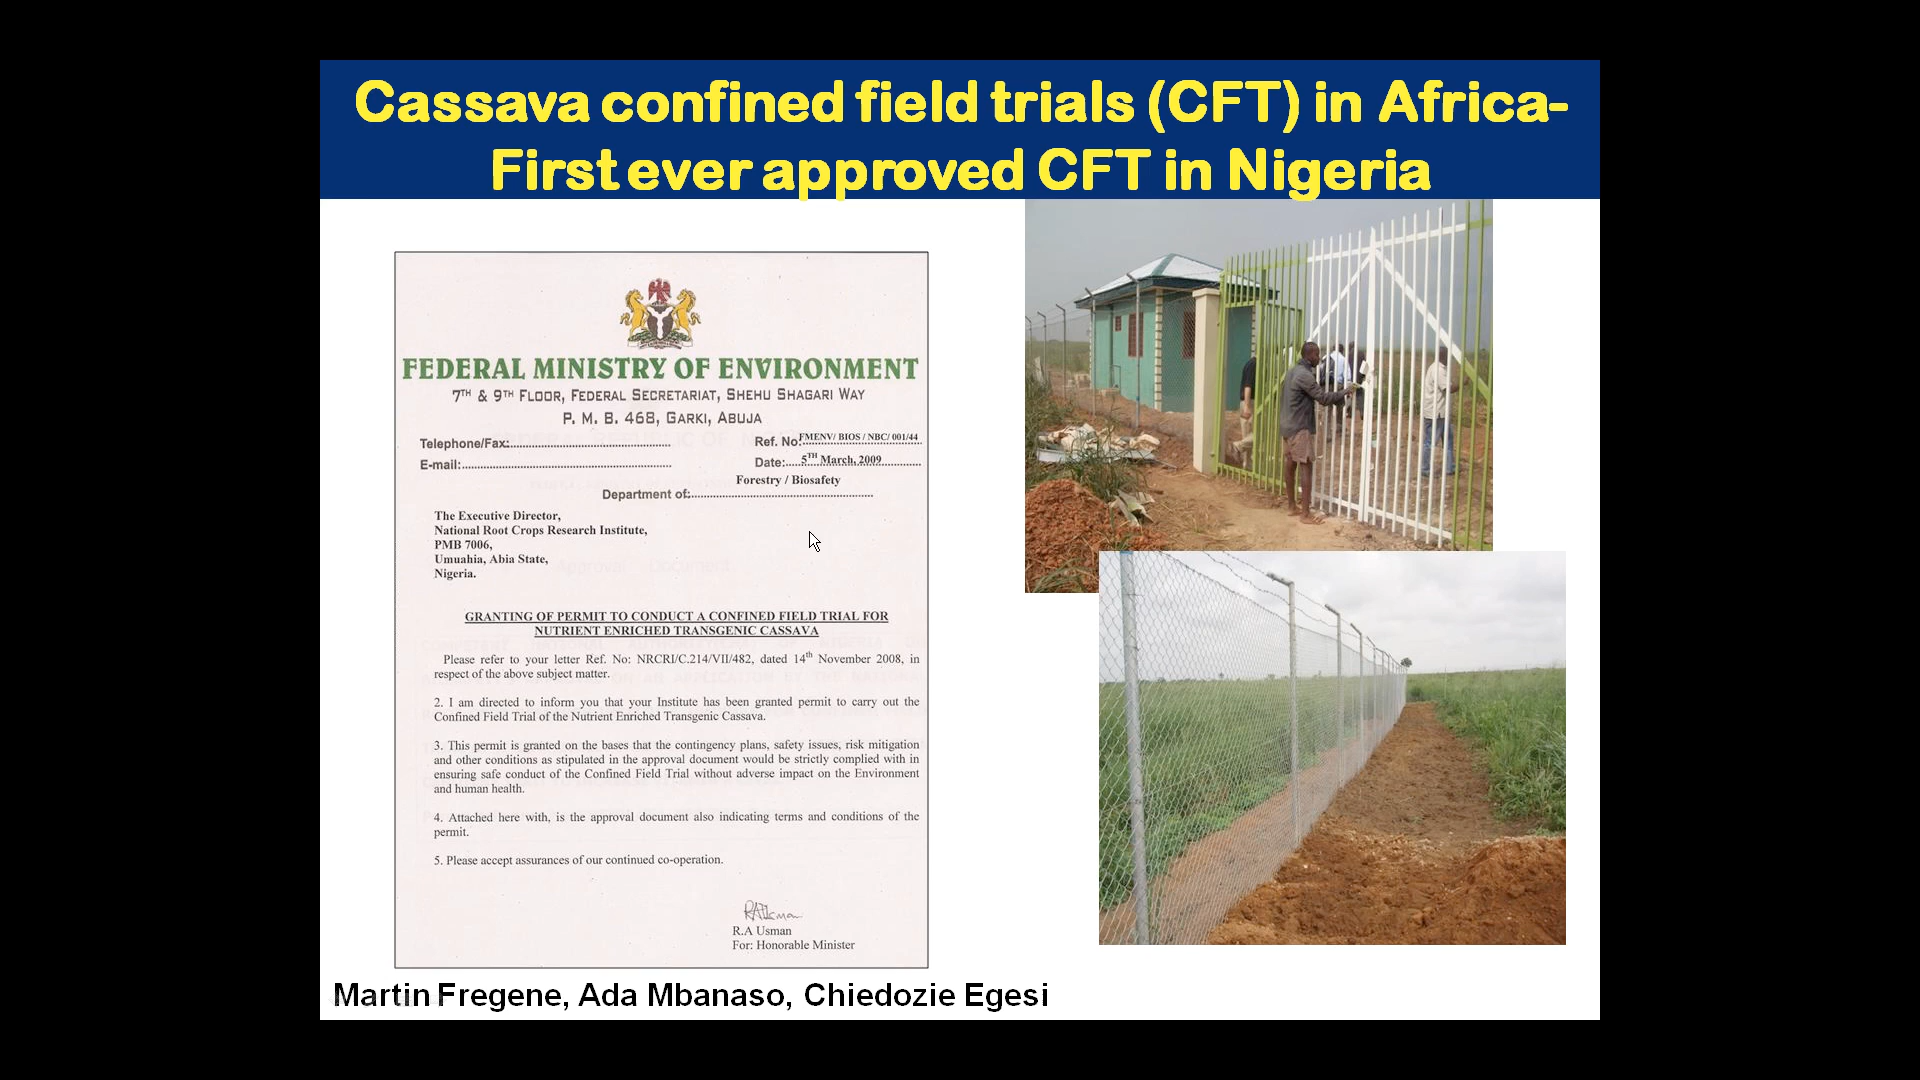 Cassava confined field trials (CFT) in Africa-
First ever approved CFT in Nigeria
FEDERAL MINISTRY OF ENVIRONMENT
7TH & 9TH FLOOR, FEDERAL SECRETARIAT, SHEHU SHAGARI WAY
P. M. B. 468, GARKI, ABUJA
Telephone/Fax:
Ref. No: FMENV/ BIOS / NBC/ 001/44
E-mail:
Date: 5TH March, 2009
Department of: Forestry / Biosafety
The Executive Director,
National Root Crops Research Institute,
PMB 7006,
Umuahia, Abia State,
Nigeria.
GRANTING OF PERMIT TO CONDUCT A CONFINED FIELD TRIAL FOR
NUTRIENT ENRICHED TRANSGENIC CASSAVA
Please refer to your letter Ref. No: NRCRI/C.214/VII/482, dated 14th November 2008, in
respect of the above subject matter.
2. I am directed to inform you that your Institute has been granted permit to carry out the
Confined Field Trial of the Nutrient Enriched Transgenic Cassava.
3. This permit is granted on the bases that the contingency plans, safety issues, risk mitigation
and other conditions as stipulated in the approval document would be strictly complied with in
ensuring safe conduct of the Confined Field Trial without adverse impact on the Environment
and human health.
4. Attached here with, is the approval document also indicating terms and conditions of the
permit.
5. Please accept assurances of our continued co-operation.
R.A Usman
For: Honorable Minister
Martin Fregene, Ada Mbanaso, Chiedozie Egesi